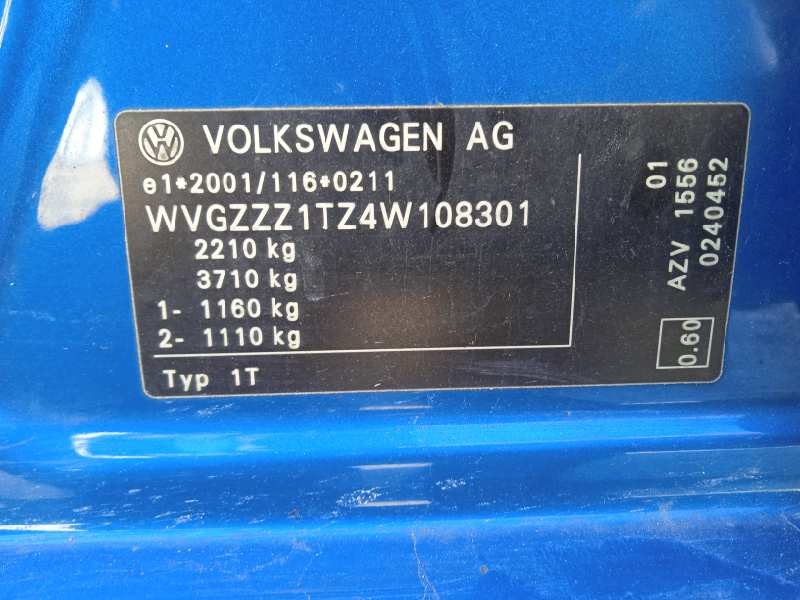 VOLKSWAGEN AG
e1*2001/116*0211
WVGZZZ1TZ4W108301
2210 kg
3710 kg
1- 1160 kg
2- 1110 kg
Typ 1T
01
AZV 1556
0240452
0.60